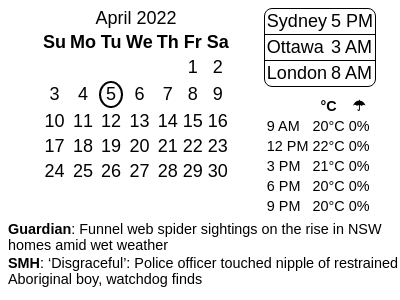 April 2022
Su Mo Tu We Th Fr Sa
1 2
3 4 5 6 7 8 9
10 11 12 13 14 15 16
17 18 19 20 21 22 23
24 25 26 27 28 29 30
Sydney 5 PM
Ottawa 3 AM
London 8 AM
°C ☂
9 AM 20°C 0%
12 PM 22°C 0%
3 PM 21°C 0%
6 PM 20°C 0%
9 PM 20°C 0%
Guardian: Funnel web spider sightings on the rise in NSW
homes amid wet weather
SMH: ‘Disgraceful’: Police officer touched nipple of restrained
Aboriginal boy, watchdog finds